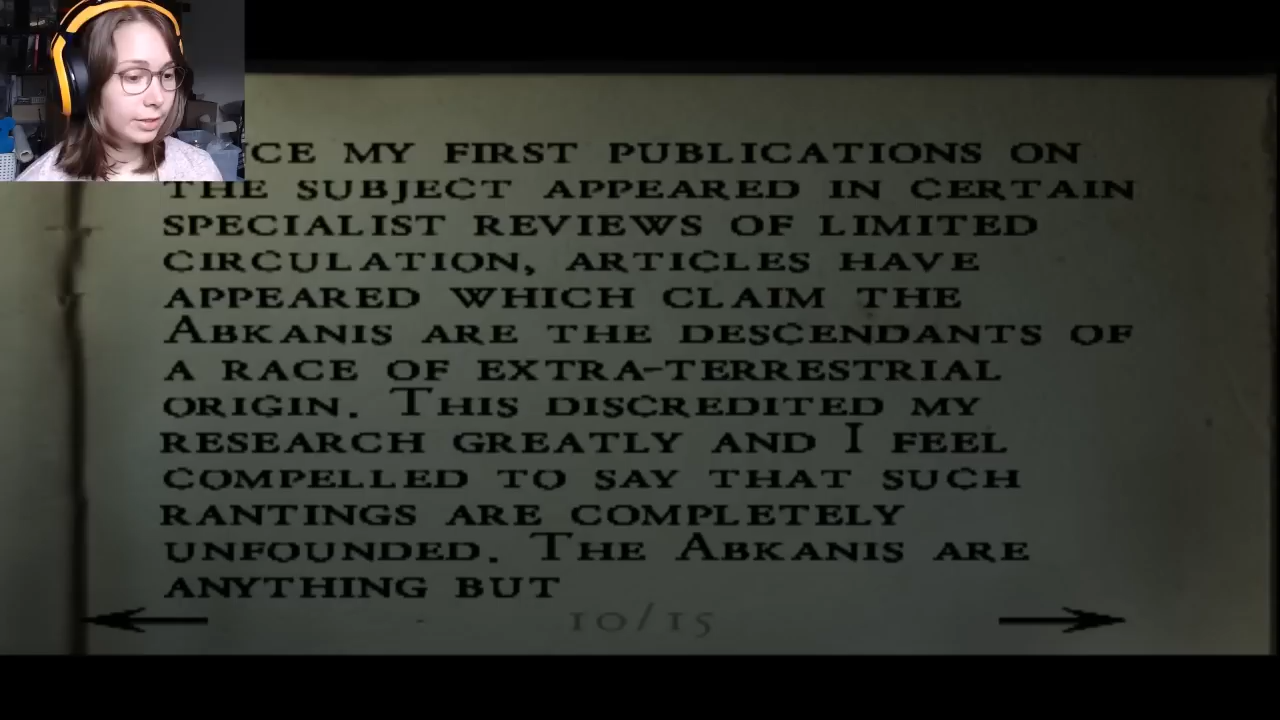 CE MY FIRST PUBLICATIONS ON
THE SUBJECT APPEARED IN CERTAIN
SPECIALIST REVIEWS OF LIMITED
CIRCULATION, ARTICLES HAVE
APPEARED WHICH CLAIM THE
ABKANIS ARE THE DESCENDANTS OF
A RACE OF EXTRA-TERRESTRIAL
ORIGIN. THIS DISCREDITED MY
RESEARCH GREATLY AND I FEEL
COMPELLED TO SAY THAT SUCH
RANTINGS ARE COMPLETELY
UNFOUNDED. THE ABKANIS ARE
ANYTHING BUT
10/15